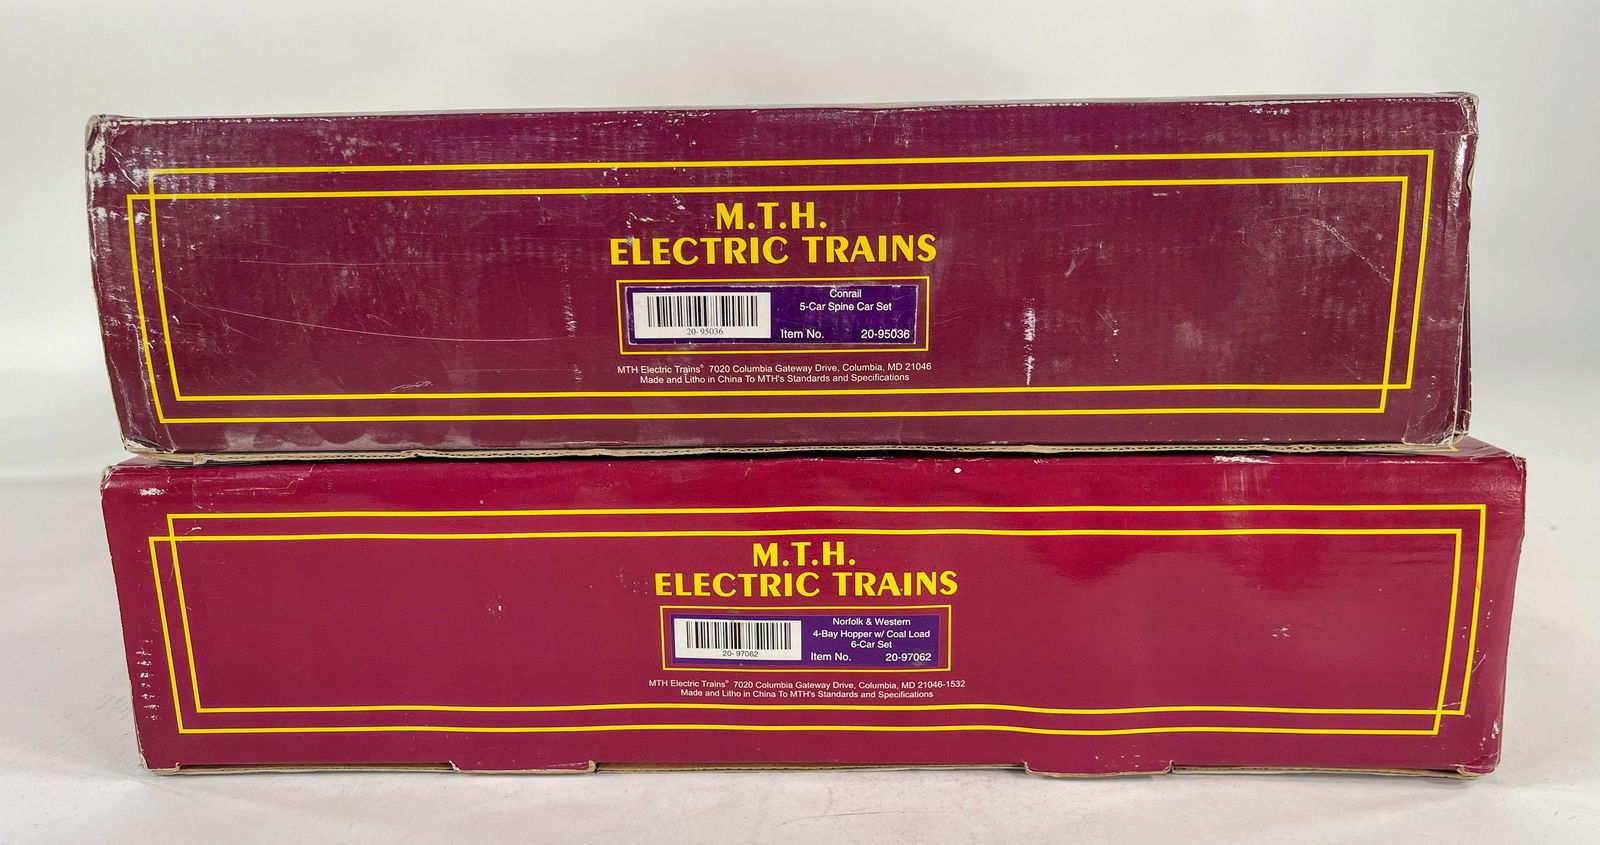 M.T.H.
ELECTRIC TRAINS
20-95036
Conrail
5-Car Spine Car Set
Item No. 20-95036
MTH Electric Trains® 7020 Columbia Gateway Drive, Columbia, MD 21046
Made and Litho in China To MTH's Standards and Specifications
M.T.H.
ELECTRIC TRAINS
20-97062
Norfolk & Western
4-Bay Hopper w/ Coal Load
6-Car Set
Item No. 20-97062
MTH Electric Trains® 7020 Columbia Gateway Drive, Columbia, MD 21046-1532
Made and Litho in China To MTH's Standards and Specifications